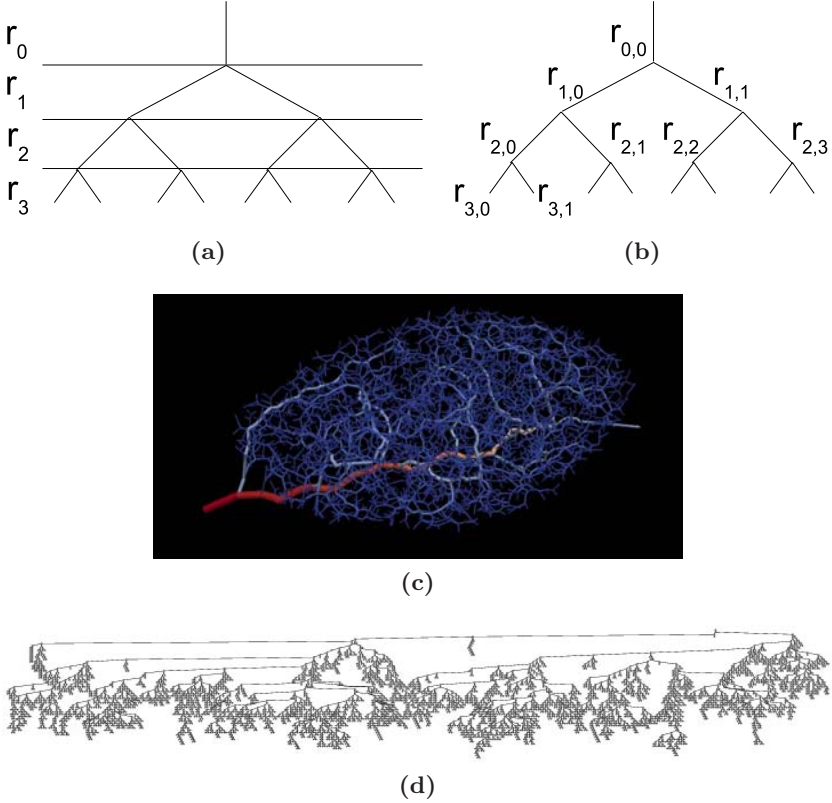 r0
r1
r2
r3
(a)
r0,0
r1,0
r1,1
r2,0
r2,1
r2,2
r2,3
r3,0
r3,1
(b)
(c)
(d)